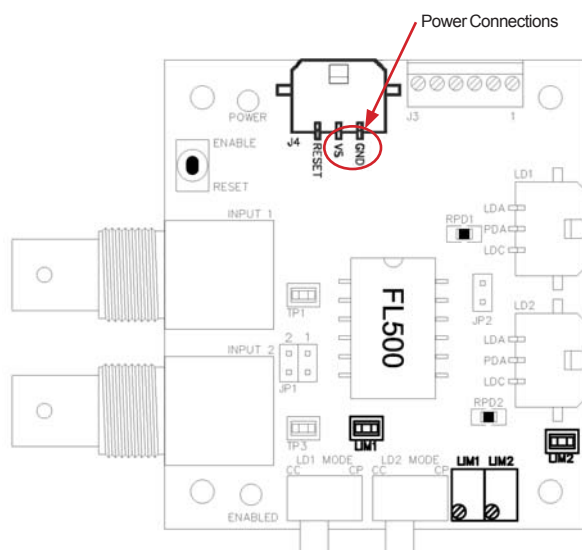 Power Connections
POWER
J4
RESET
VS
GND
J3
1
ENABLE
RESET
INPUT 1
LD1
LDA
PDA
LDC
RPD1
FL500
TP1
JP2
LD2
INPUT 2
2 1
JP1
LDA
PDA
LDC
RPD2
TP3
LIM1
LIM2
LD1 MODE
CC CP
LD2 MODE
CC CP
LIM1 LIM2
ENABLED